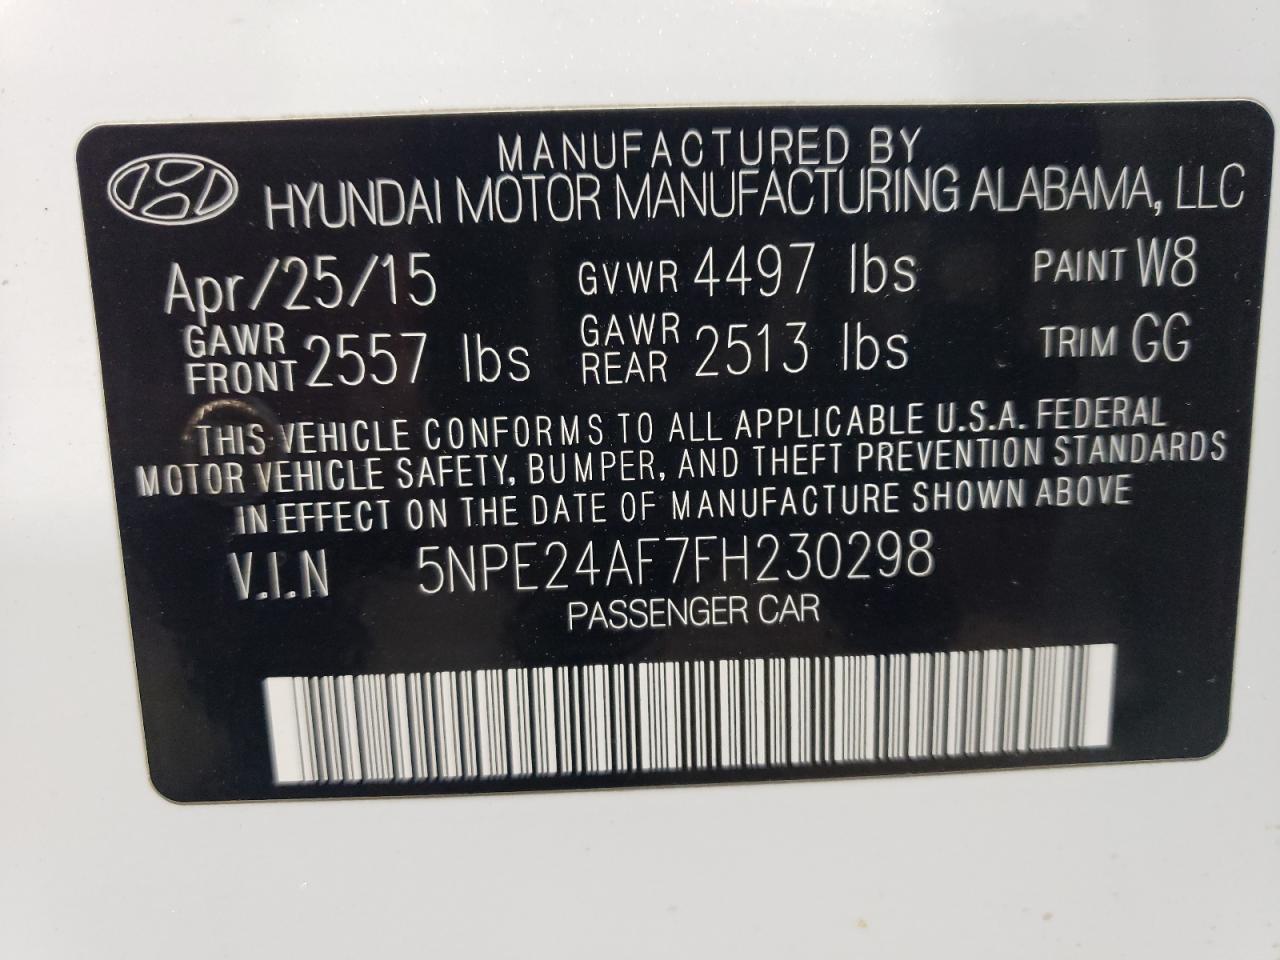 MANUFACTURED BY
HYUNDAI MOTOR MANUFACTURING ALABAMA, LLC
Apr/25/15 GVWR 4497 lbs PAINT W8
GAWR FRONT 2557 lbs GAWR REAR 2513 lbs TRIM GG
THIS VEHICLE CONFORMS TO ALL APPLICABLE U.S.A. FEDERAL
MOTOR VEHICLE SAFETY, BUMPER, AND THEFT PREVENTION STANDARDS
IN EFFECT ON THE DATE OF MANUFACTURE SHOWN ABOVE
V.I.N 5NPE24AF7FH230298
PASSENGER CAR